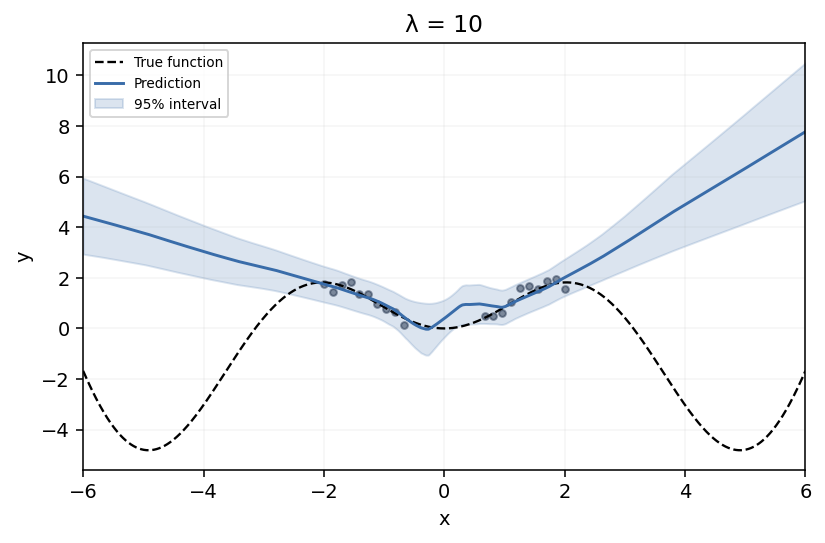 λ = 10
True function
Prediction
95% interval
10
8
6
4
2
0
−2
−4
y
−6 −4 −2 0 2 4 6
x